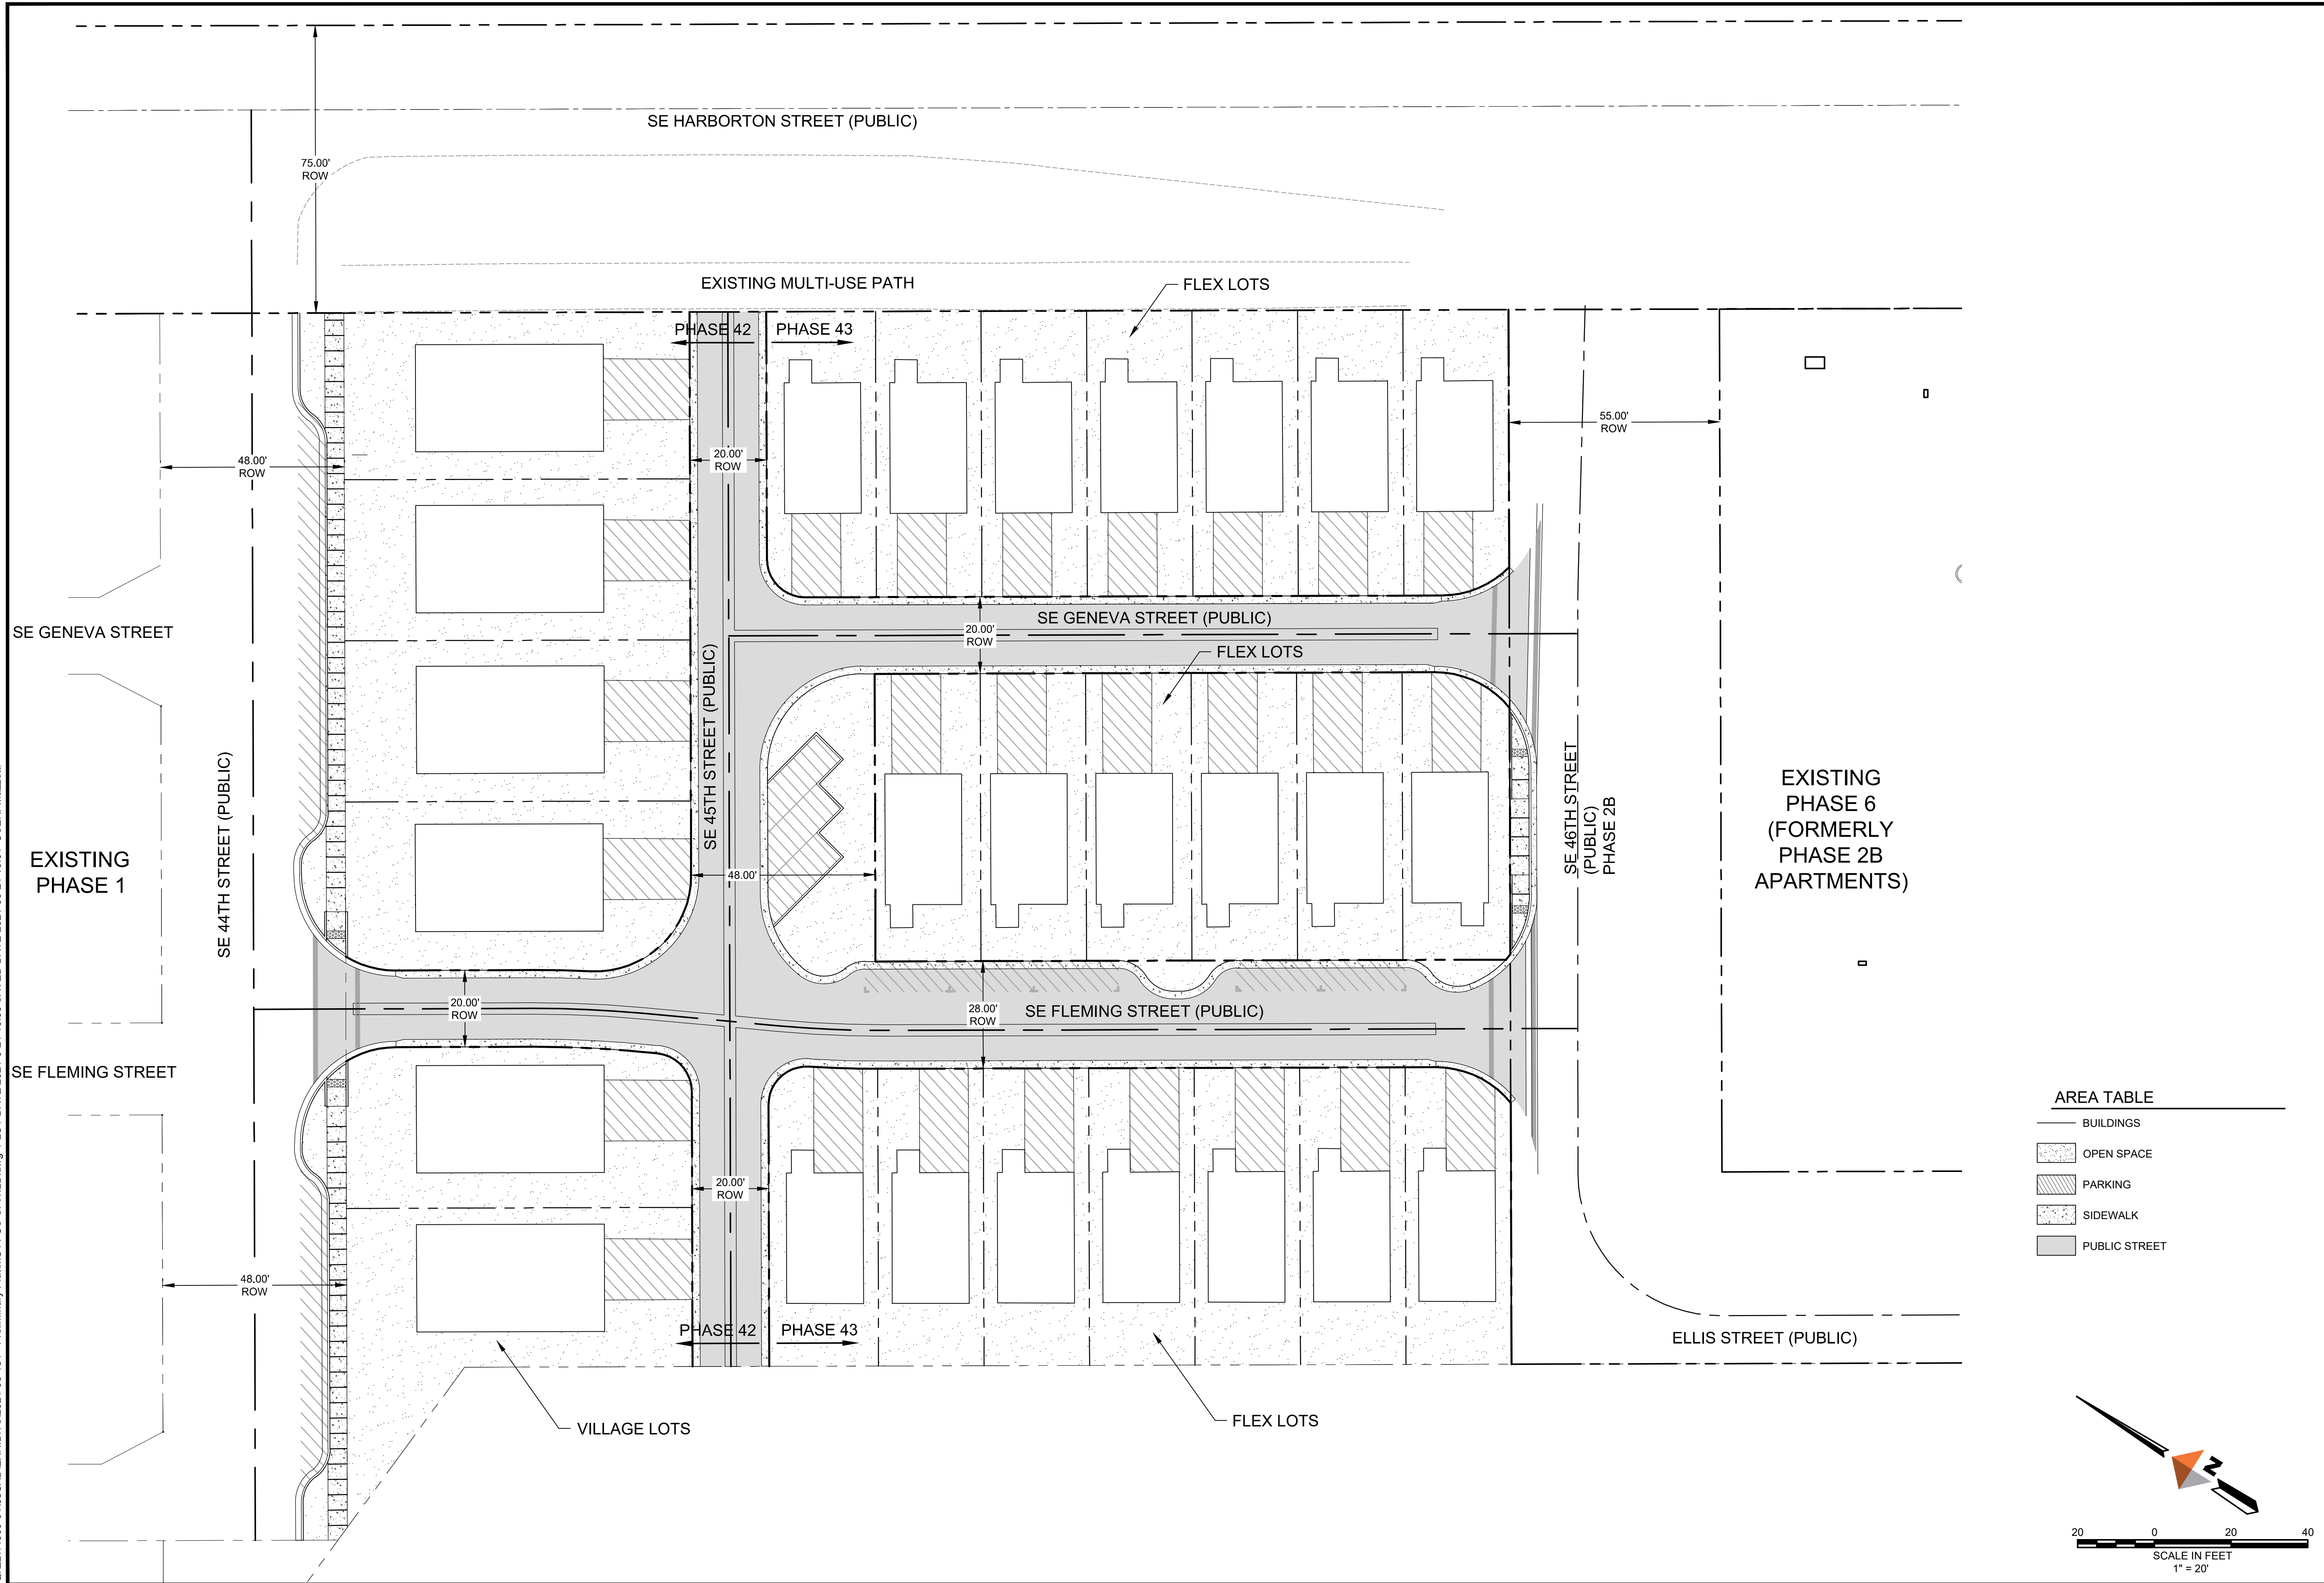 SE HARBORTON STREET (PUBLIC)
75.00'
ROW
EXISTING MULTI-USE PATH
FLEX LOTS
PHASE 42
PHASE 43
55.00'
ROW
48.00'
ROW
20.00'
ROW
SE GENEVA STREET
SE GENEVA STREET (PUBLIC)
20.00'
ROW
FLEX LOTS
SE 45TH STREET (PUBLIC)
SE 44TH STREET (PUBLIC)
SE 46TH STREET
(PUBLIC)
PHASE 2B
EXISTING
PHASE 6
(FORMERLY
PHASE 2B
APARTMENTS)
EXISTING
PHASE 1
48.00'
20.00'
ROW
28.00'
ROW
SE FLEMING STREET (PUBLIC)
SE FLEMING STREET
20.00'
ROW
48.00'
ROW
PHASE 42
PHASE 43
ELLIS STREET (PUBLIC)
VILLAGE LOTS
FLEX LOTS
AREA TABLE
BUILDINGS
OPEN SPACE
PARKING
SIDEWALK
PUBLIC STREET
N
20 0 20 40
SCALE IN FEET
1" = 20'